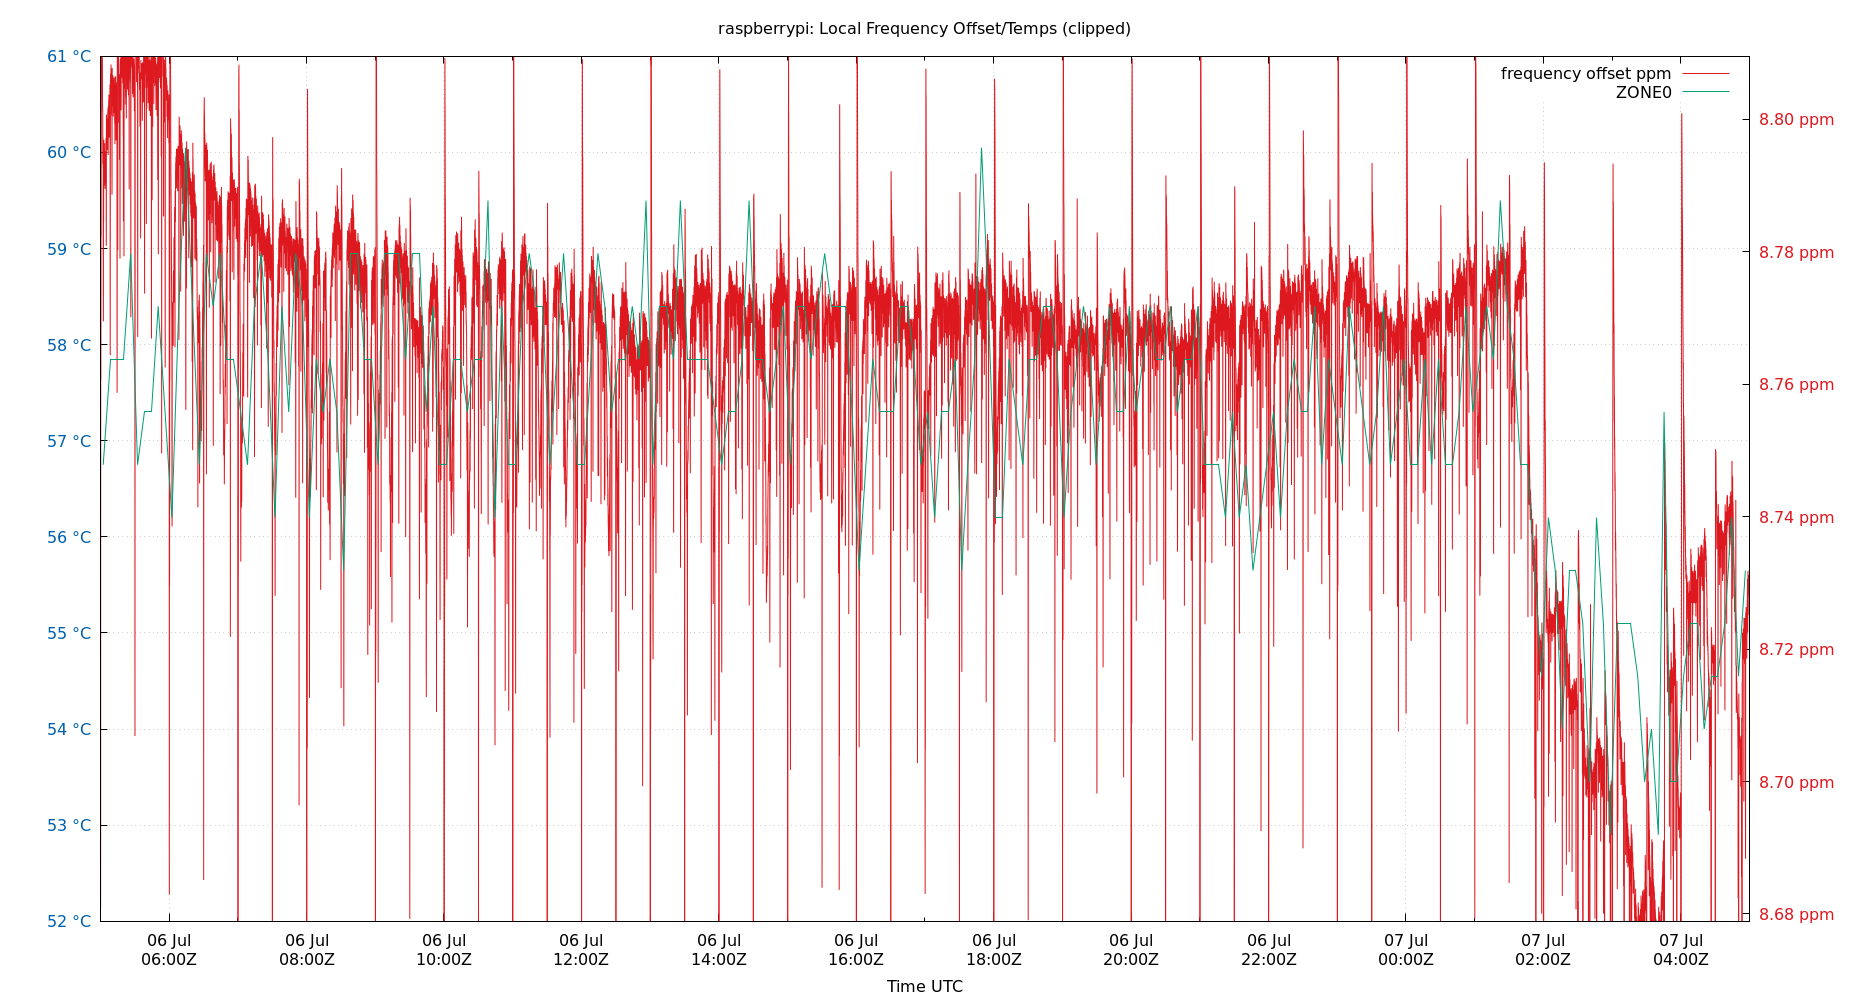 raspberrypi: Local Frequency Offset/Temps (clipped)
frequency offset ppm
ZONE0
61 °C
60 °C
59 °C
58 °C
57 °C
56 °C
55 °C
54 °C
53 °C
52 °C
8.80 ppm
8.78 ppm
8.76 ppm
8.74 ppm
8.72 ppm
8.70 ppm
8.68 ppm
06 Jul 06 Jul 06 Jul 06 Jul 06 Jul 06 Jul 06 Jul 06 Jul 06 Jul 07 Jul 07 Jul 07 Jul
06:00Z 08:00Z 10:00Z 12:00Z 14:00Z 16:00Z 18:00Z 20:00Z 22:00Z 00:00Z 02:00Z 04:00Z
Time UTC